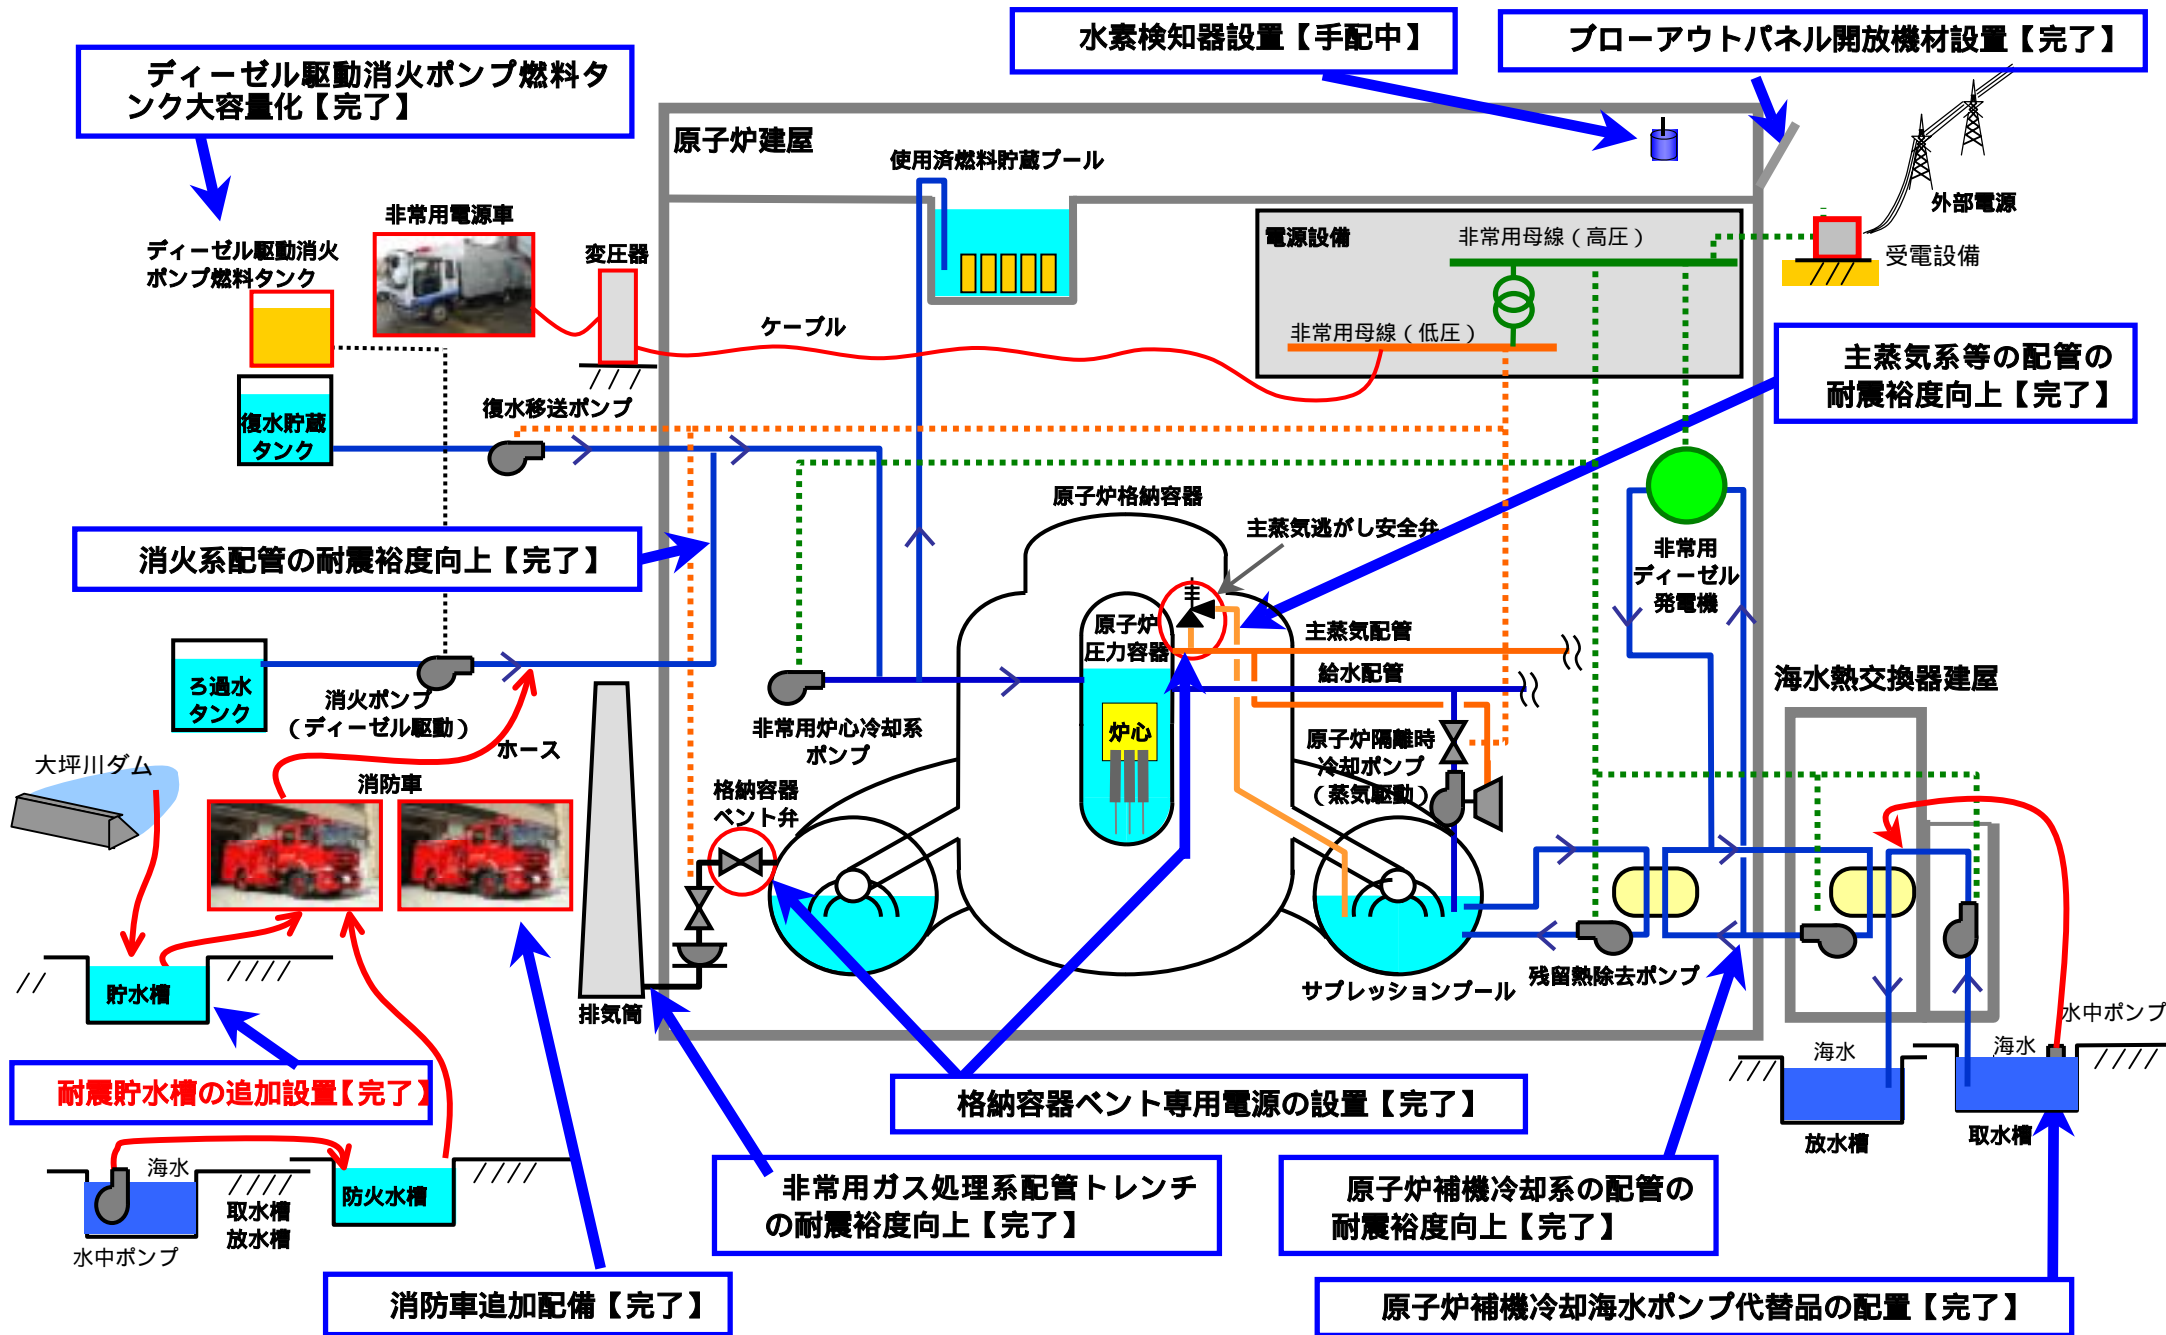 水素検知器設置【手配中】
ブローアウトパネル開放機材設置【完了】
ディーゼル駆動消火ポンプ燃料タ
ンク大容量化【完了】
原子炉建屋
使用済燃料貯蔵プール
外部電源
受電設備
電源設備
非常用母線（高圧）
非常用母線（低圧）
非常用電源車
変圧器
ケーブル
ディーゼル駆動消火
ポンプ燃料タンク
主蒸気系等の配管の
耐震裕度向上【完了】
復水貯蔵
タンク
復水移送ポンプ
原子炉格納容器
主蒸気逃がし安全弁
非常用
ディーゼル
発電機
消火系配管の耐震裕度向上【完了】
原子炉
圧力容器
主蒸気配管
給水配管
海水熱交換器建屋
ろ過水
タンク
消火ポンプ
（ディーゼル駆動）
ホース
非常用炉心冷却系
ポンプ
炉心
原子炉隔離時
冷却ポンプ
（蒸気駆動）
大坪川ダム
消防車
格納容器
ベント弁
貯水槽
排気筒
サプレッションプール
残留熱除去ポンプ
水中ポンプ
海水
海水
放水槽
取水槽
耐震貯水槽の追加設置【完了】
格納容器ベント専用電源の設置【完了】
海水
取水槽
放水槽
防火水槽
水中ポンプ
非常用ガス処理系配管トレンチ
の耐震裕度向上【完了】
原子炉補機冷却系の配管の
耐震裕度向上【完了】
消防車追加配備【完了】
原子炉補機冷却海水ポンプ代替品の配置【完了】